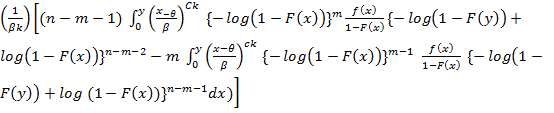 (1/βk)[(n − m − 1) ∫₀ʸ ((x−θ)/β)^{Ck} {−log(1 − F(x))}^m f(x)/(1−F(x)) {−log(1 − F(y)) +
log(1 − F(x))}^{n−m−2} − m ∫₀ʸ ((x−θ)/β)^{ck} {−log(1 − F(x))}^{m−1} f(x)/(1−F(x)) {−log(1 −
F(y)) + log (1 − F(x))}^{n−m−1} dx)]